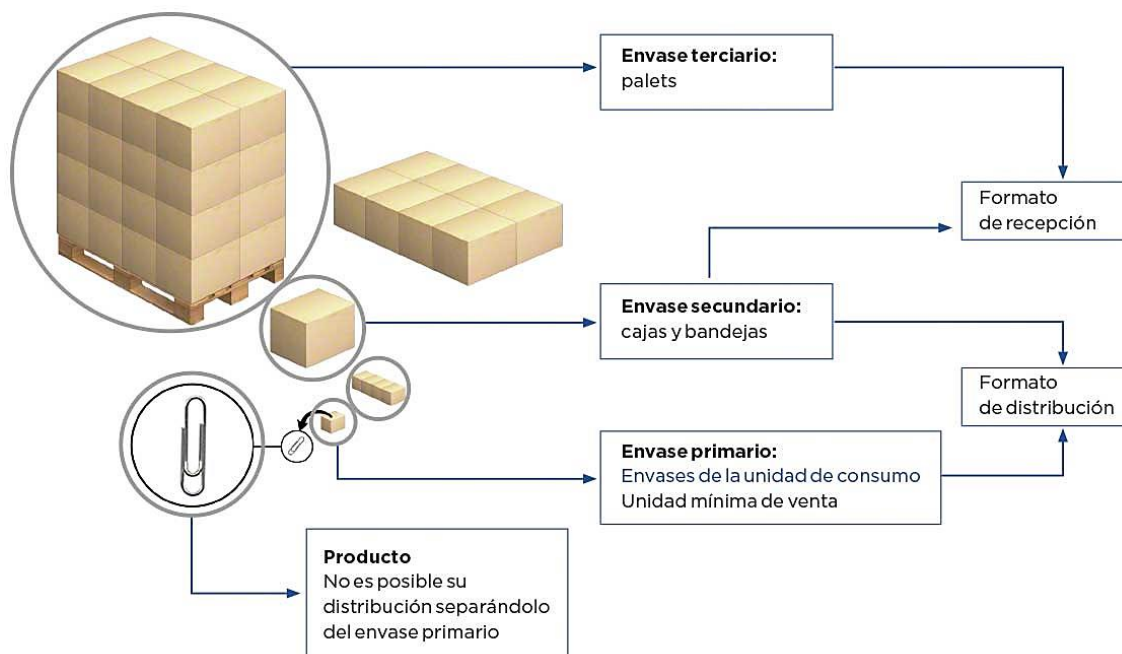 Envase terciario:
palets
Formato
de recepción
Envase secundario:
cajas y bandejas
Formato
de distribución
Envase primario:
Envases de la unidad de consumo
Unidad mínima de venta
Producto
No es posible su
distribución separándolo
del envase primario